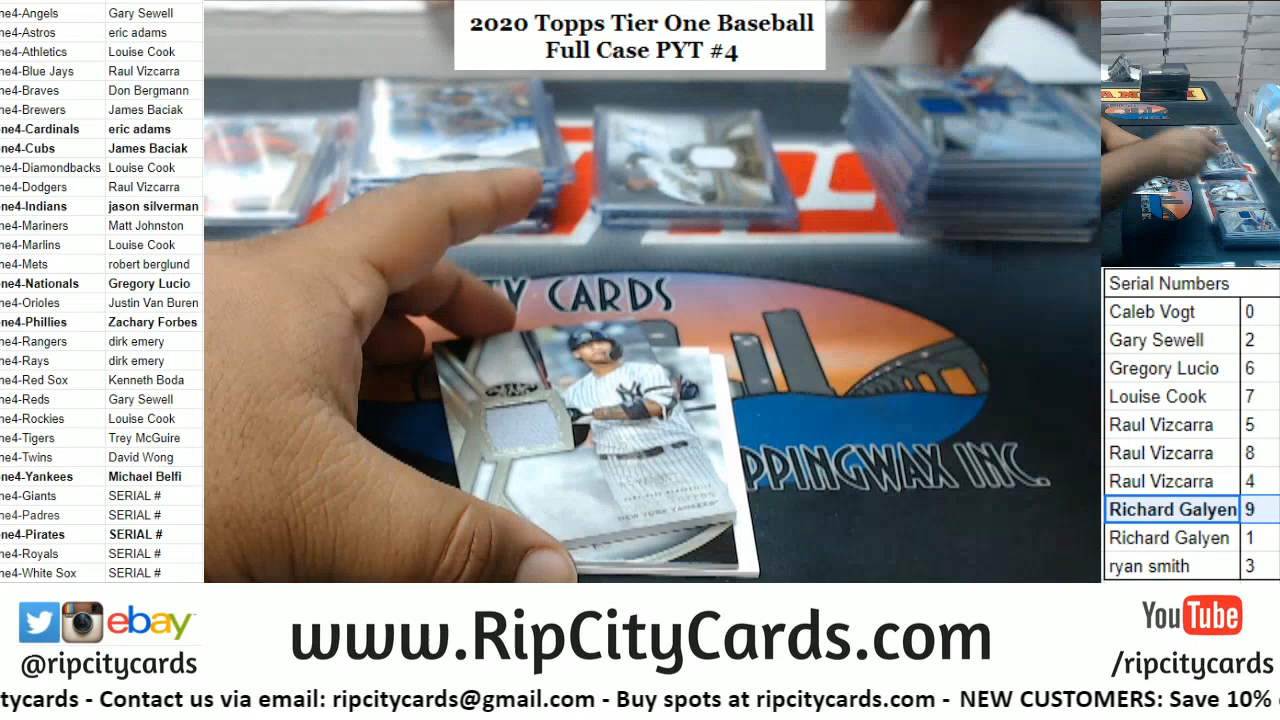 2020 Topps Tier One Baseball
Full Case PYT #4
ne4-Angels Gary Sewell
ne4-Astros eric adams
ne4-Athletics Louise Cook
ne4-Blue Jays Raul Vizcarra
ne4-Braves Don Bergmann
ne4-Brewers James Baciak
one4-Cardinals eric adams
one4-Cubs James Baciak
ne4-Diamondbacks Louise Cook
ne4-Dodgers Raul Vizcarra
one4-Indians jason silverman
ne4-Mariners Matt Johnston
ne4-Marlins Louise Cook
ne4-Mets robert berglund
one4-Nationals Gregory Lucio
ne4-Orioles Justin Van Buren
one4-Phillies Zachary Forbes
ne4-Rangers dirk emery
ne4-Rays dirk emery
ne4-Red Sox Kenneth Boda
ne4-Reds Gary Sewell
ne4-Rockies Louise Cook
ne4-Tigers Trey McGuire
ne4-Twins David Wong
one4-Yankees Michael Belfi
ne4-Giants SERIAL #
ne4-Padres SERIAL #
one4-Pirates SERIAL #
ne4-Royals SERIAL #
ne4-White Sox SERIAL #
TY CARDS
PPINGWAX INC.
NEW YORK YANKEES
Serial Numbers
Caleb Vogt 0
Gary Sewell 2
Gregory Lucio 6
Louise Cook 7
Raul Vizcarra 5
Raul Vizcarra 8
Raul Vizcarra 4
Richard Galyen 9
Richard Galyen 1
ryan smith 3
ebay
@ripcitycards
www.RipCityCards.com
YouTube
/ripcitycards
tycards - Contact us via email: ripcitycards@gmail.com - Buy spots at ripcitycards.com - NEW CUSTOMERS: Save 10%